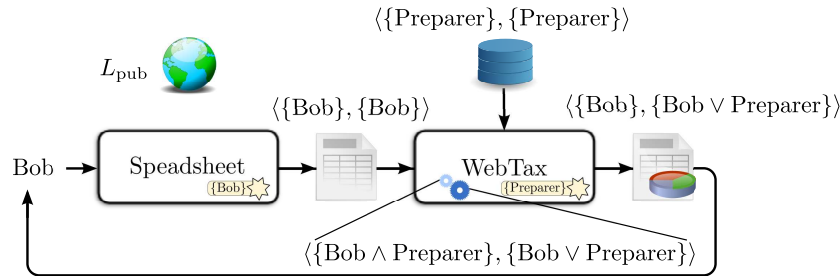 ⟨{Preparer}, {Preparer}⟩
L_pub
⟨{Bob}, {Bob}⟩
⟨{Bob}, {Bob ∨ Preparer}⟩
Bob
Speadsheet
{Bob}
WebTax
{Preparer}
⟨{Bob ∧ Preparer}, {Bob ∨ Preparer}⟩